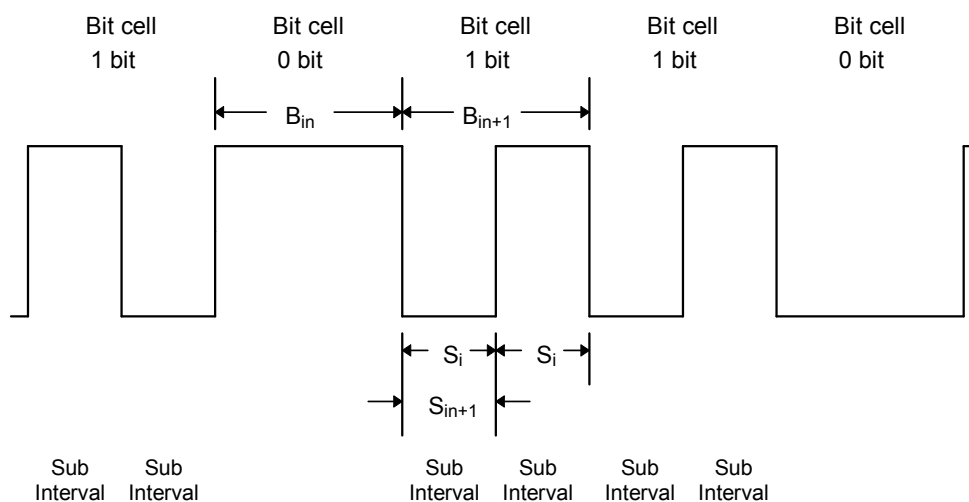 Bit cell Bit cell Bit cell Bit cell Bit cell
1 bit 0 bit 1 bit 1 bit 0 bit
Bin Bin+1
Si Si
Sin+1
Sub Sub Sub Sub Sub Sub
Interval Interval Interval Interval Interval Interval